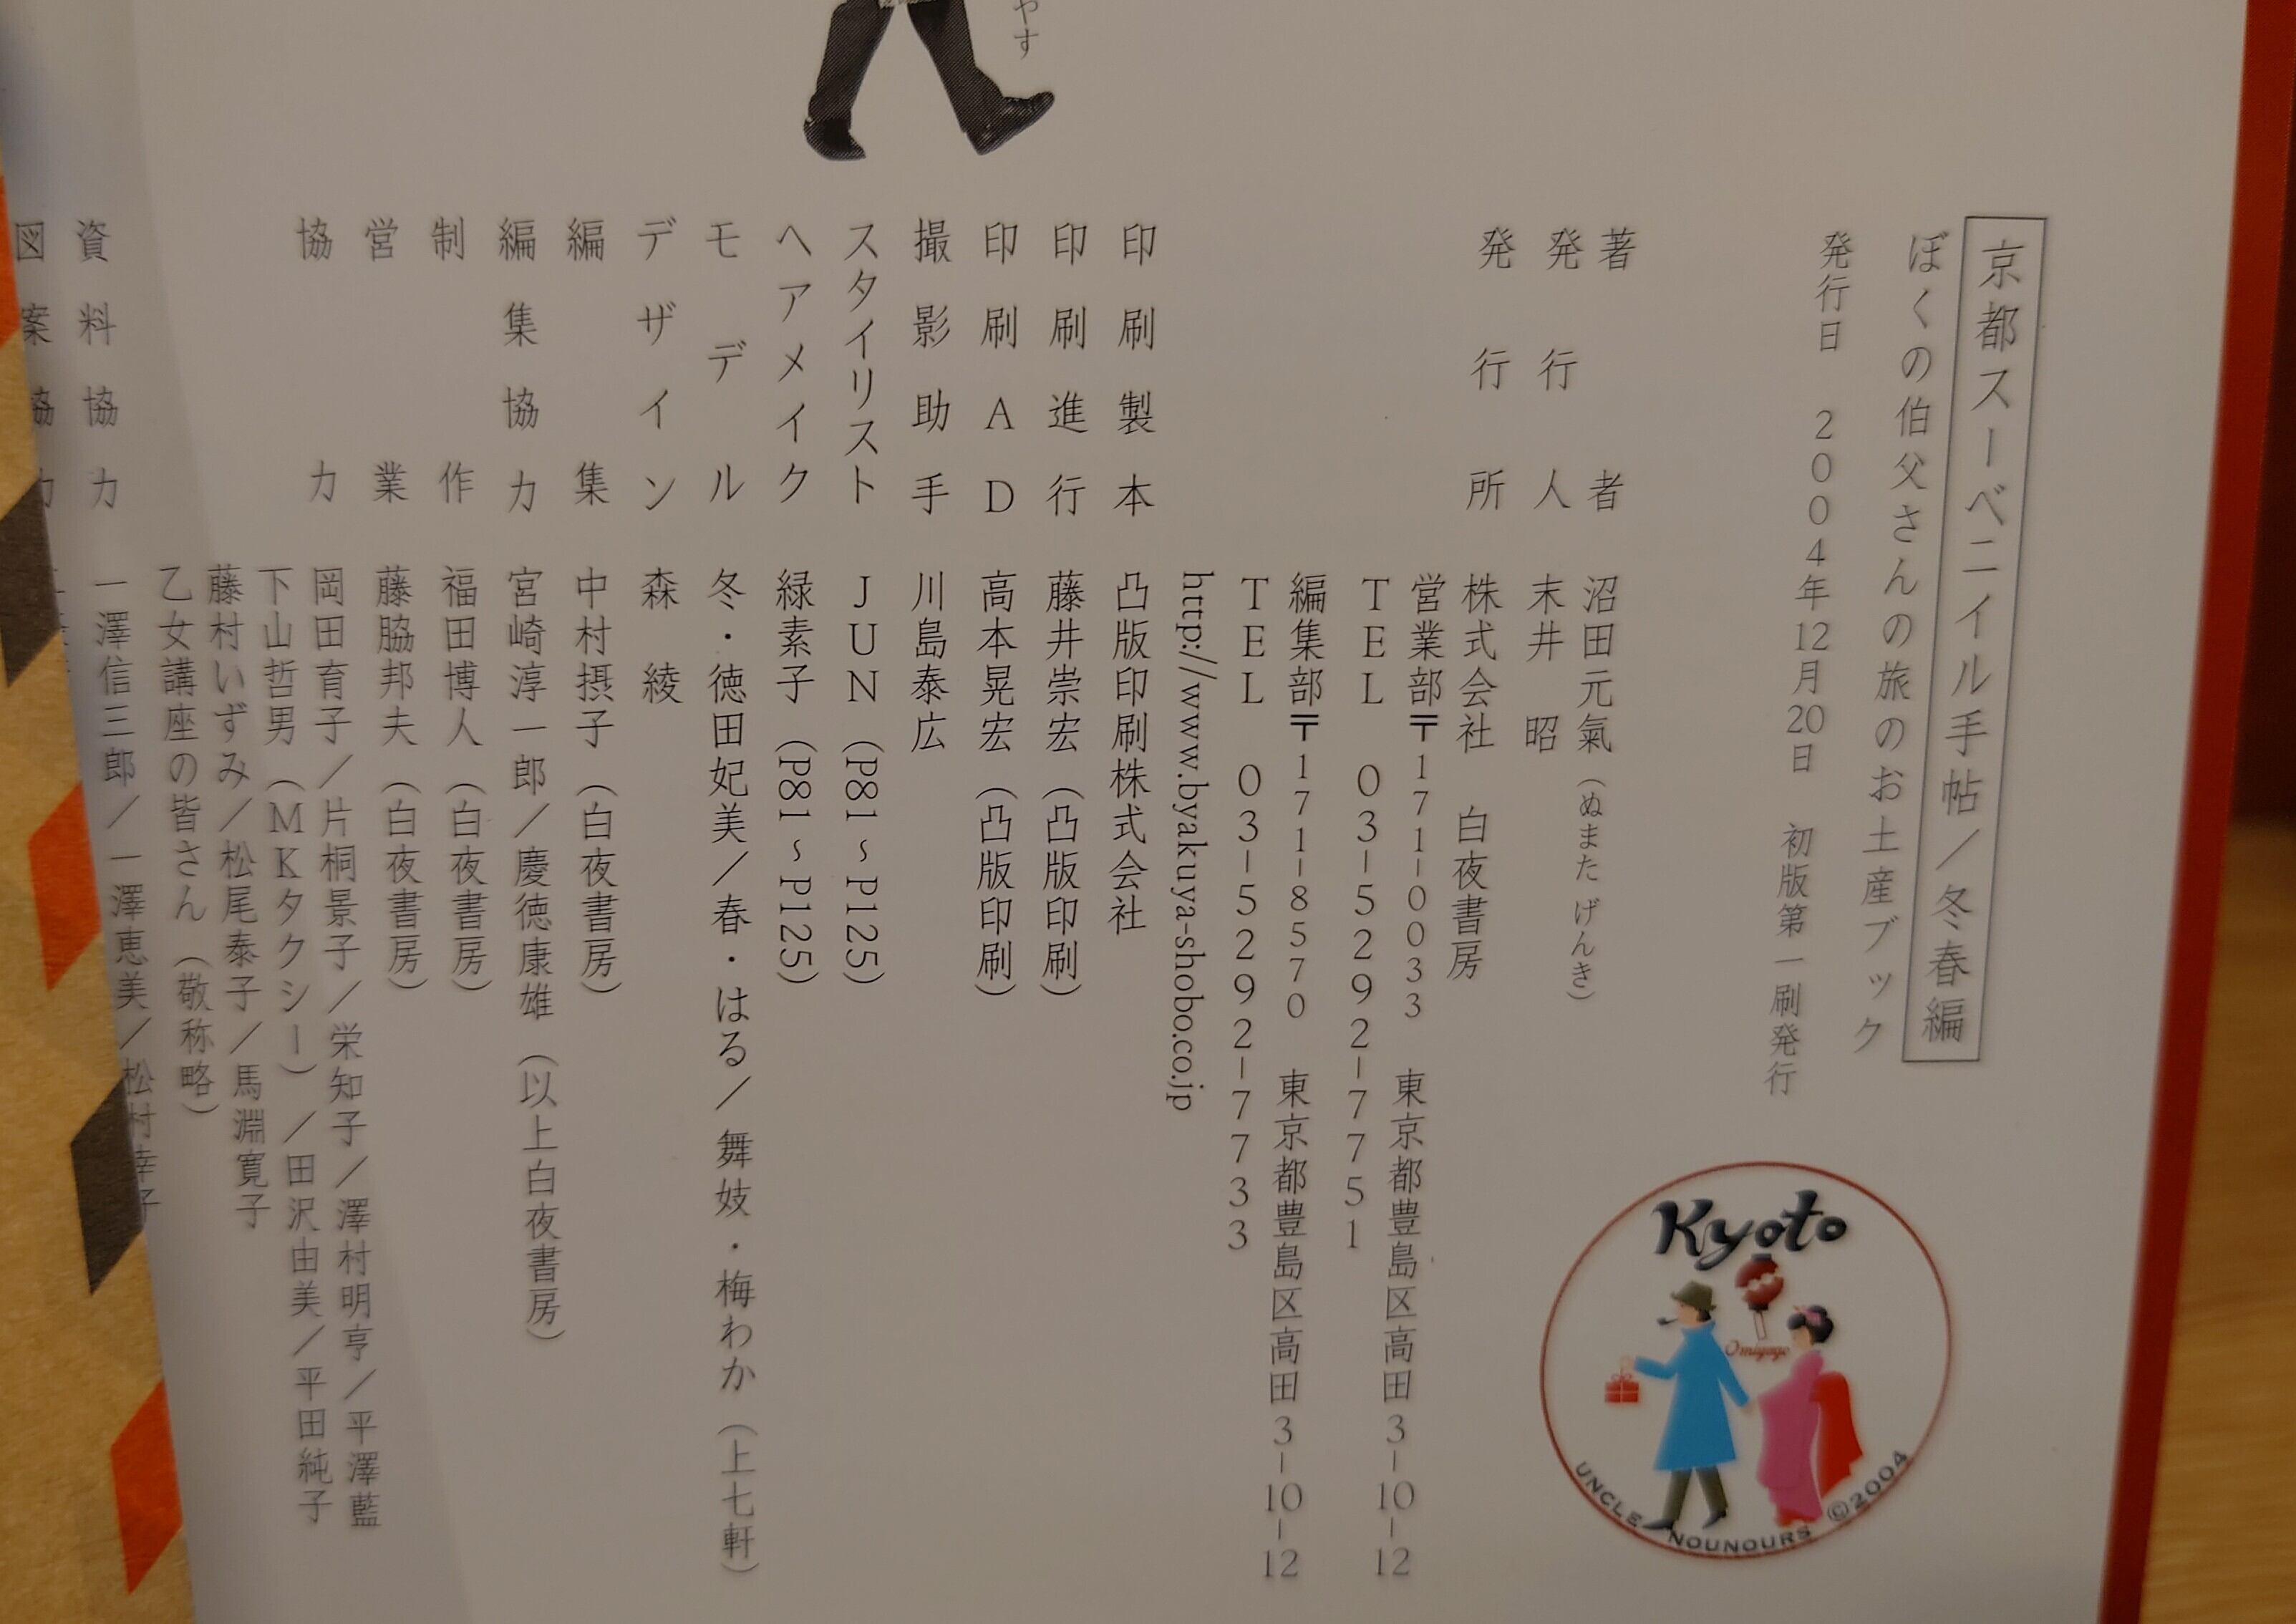 やす
京都スーベニイル手帖／冬春編
ぼくの伯父さんの旅のお土産ブック
発行日　2004年12月20日　初版第一刷発行
著者　沼田元氣（ぬまた げんき）
発行人　末井　昭
発行所　株式会社　白夜書房
営業部〒171-0033　東京都豊島区高田3-10-12
TEL　03-5292-7751
編集部〒171-8570　東京都豊島区高田3-10-12
TEL　03-5292-7733
http://www.byakuya-shobo.co.jp
印刷製本　凸版印刷株式会社
印刷進行　藤井崇宏（凸版印刷）
印刷AD　高本晃宏（凸版印刷）
撮影助手　川島泰広
スタイリスト　JUN（P81～P125）
ヘアメイク　緑素子（P81～P125）
モデル　冬・徳田妃美／春・はる／舞妓・梅わか（上七軒）
デザイン　森　綾
編集　中村摂子（白夜書房）
編集協力　宮崎淳一郎／慶徳康雄（以上白夜書房）
制作　福田博人（白夜書房）
営業　藤脇邦夫（白夜書房）
協力　岡田育子／片桐景子／栄知子／澤村明亨／平澤藍
下山哲男（MKタクシー）／田沢由美／平田純子
藤村いずみ／松尾泰子／馬淵寛子
乙女講座の皆さん（敬称略）
資料協力　一澤信三郎／一澤恵美／松村幸子
図案協力
Kyoto
Omiyage
UNCLE NOUNOURS ©2004